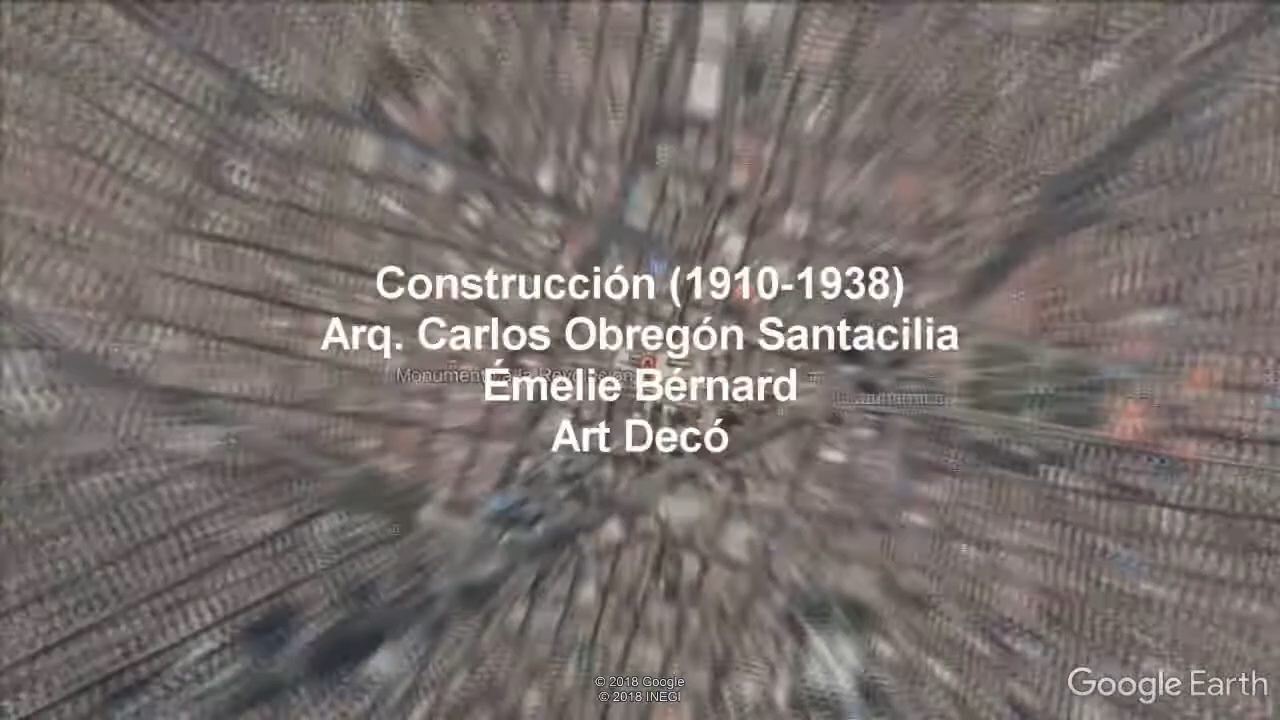 Construcción (1910-1938)
Arq. Carlos Obregón Santacilia
Émelie Bérnard
Art Decó
© 2018 Google
© 2018 INEGI
Google Earth